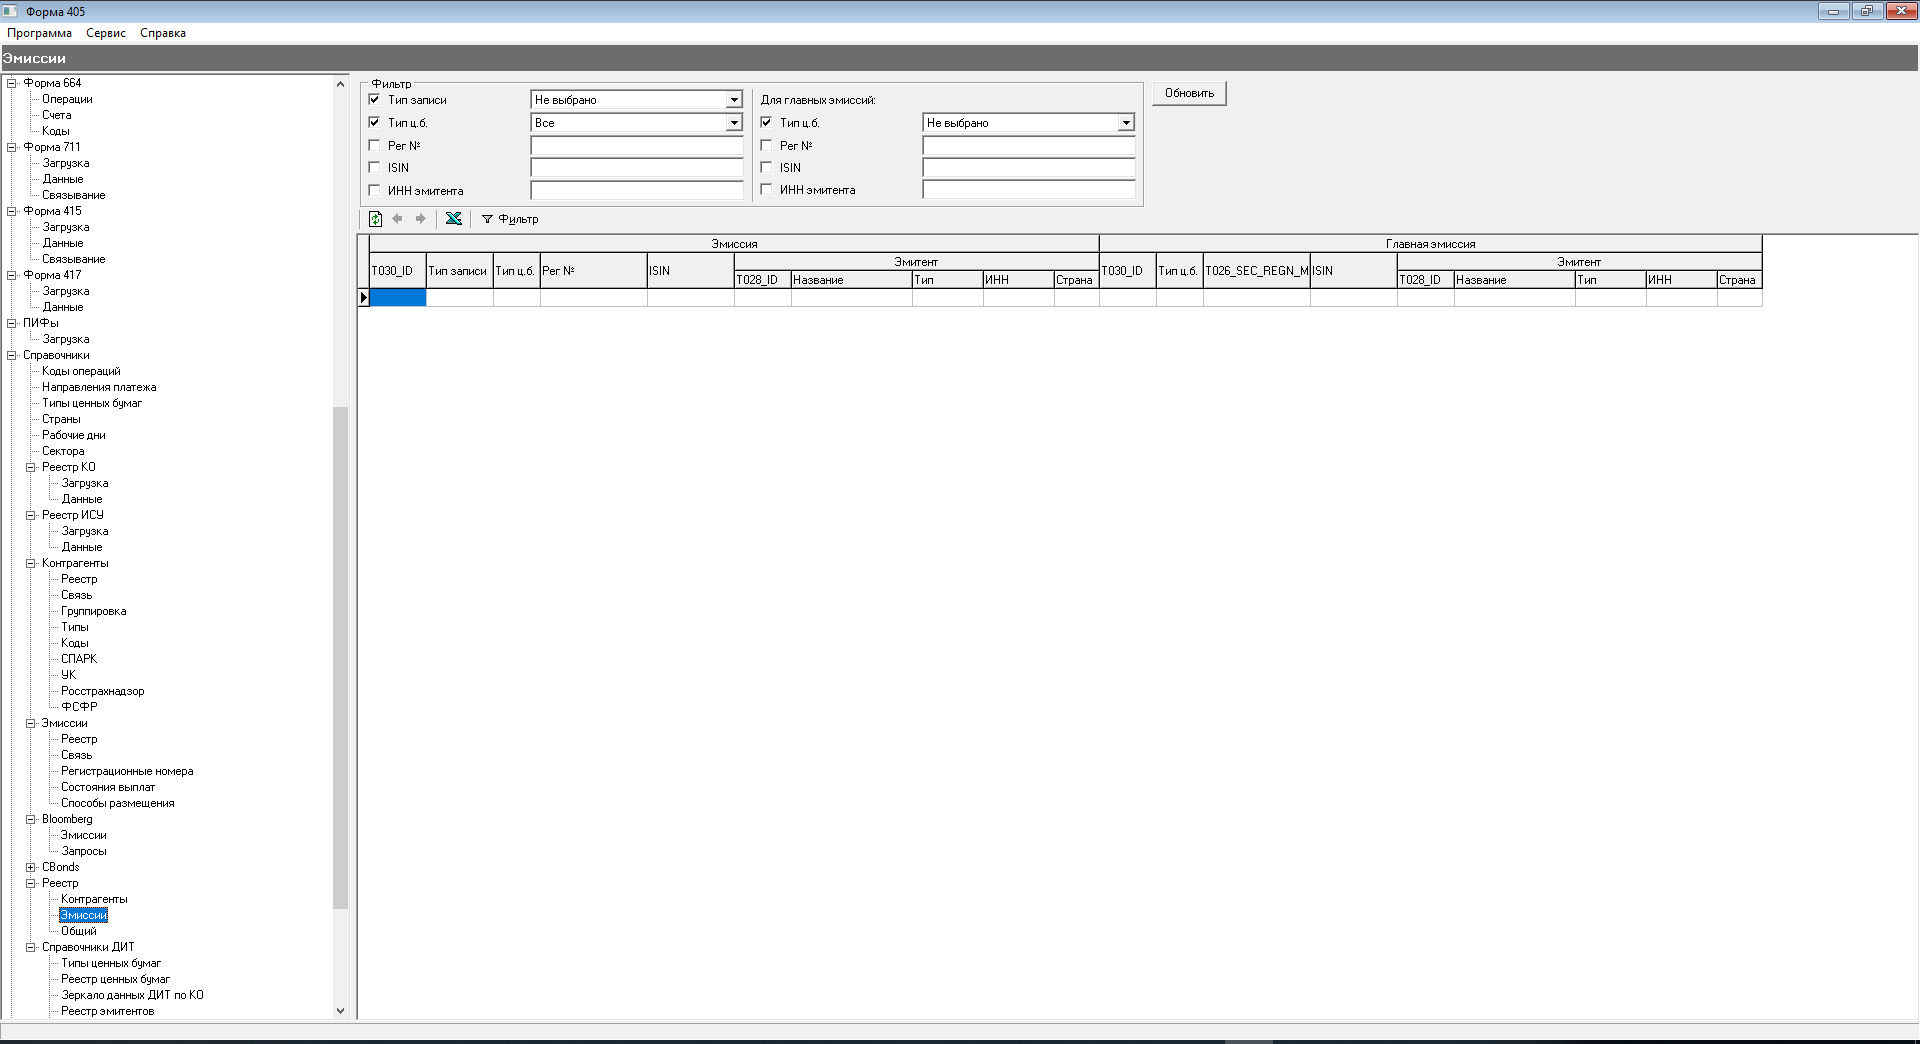 Форма 405
Программа Сервис Справка
Эмиссии
Форма 664
Операции
Счета
Коды
Форма 711
Загрузка
Данные
Связывание
Форма 415
Загрузка
Данные
Связывание
Форма 417
Загрузка
Данные
ПИФы
Загрузка
Справочники
Коды операций
Направления платежа
Типы ценных бумаг
Страны
Рабочие дни
Сектора
Реестр КО
Загрузка
Данные
Реестр ИСУ
Загрузка
Данные
Контрагенты
Реестр
Связь
Группировка
Типы
Коды
СПАРК
УК
Росстрахнадзор
ФСФР
Эмиссии
Реестр
Связь
Регистрационные номера
Состояния выплат
Способы размещения
Bloomberg
Эмиссии
Запросы
CBonds
Реестр
Контрагенты
Эмиссии
Общий
Справочники ДИТ
Типы ценных бумаг
Реестр ценных бумаг
Зеркало данных ДИТ по КО
Реестр эмитентов
Фильтр
Тип записи Не выбрано
Тип ц.б. Все
Рег №
ISIN
ИНН эмитента
Для главных эмиссий:
Тип ц.б. Не выбрано
Рег №
ISIN
ИНН эмитента
Обновить
Фильтр
Эмиссия Главная эмиссия
T030_ID Тип записи Тип ц.б. Рег № ISIN Эмитент T030_ID Тип ц.б. T026_SEC_REGN_M ISIN Эмитент
T028_ID Название Тип ИНН Страна T028_ID Название Тип ИНН Страна